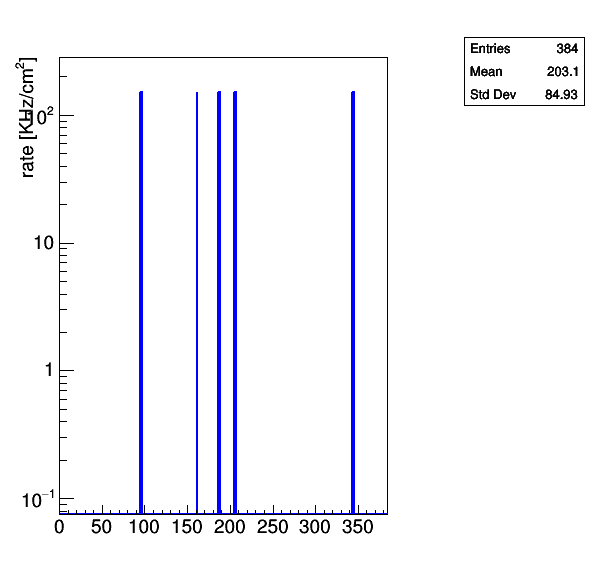 Entries 384
Mean 203.1
Std Dev 84.93
rate [KHz/cm²]
10²
10
1
10⁻¹
0 50 100 150 200 250 300 350